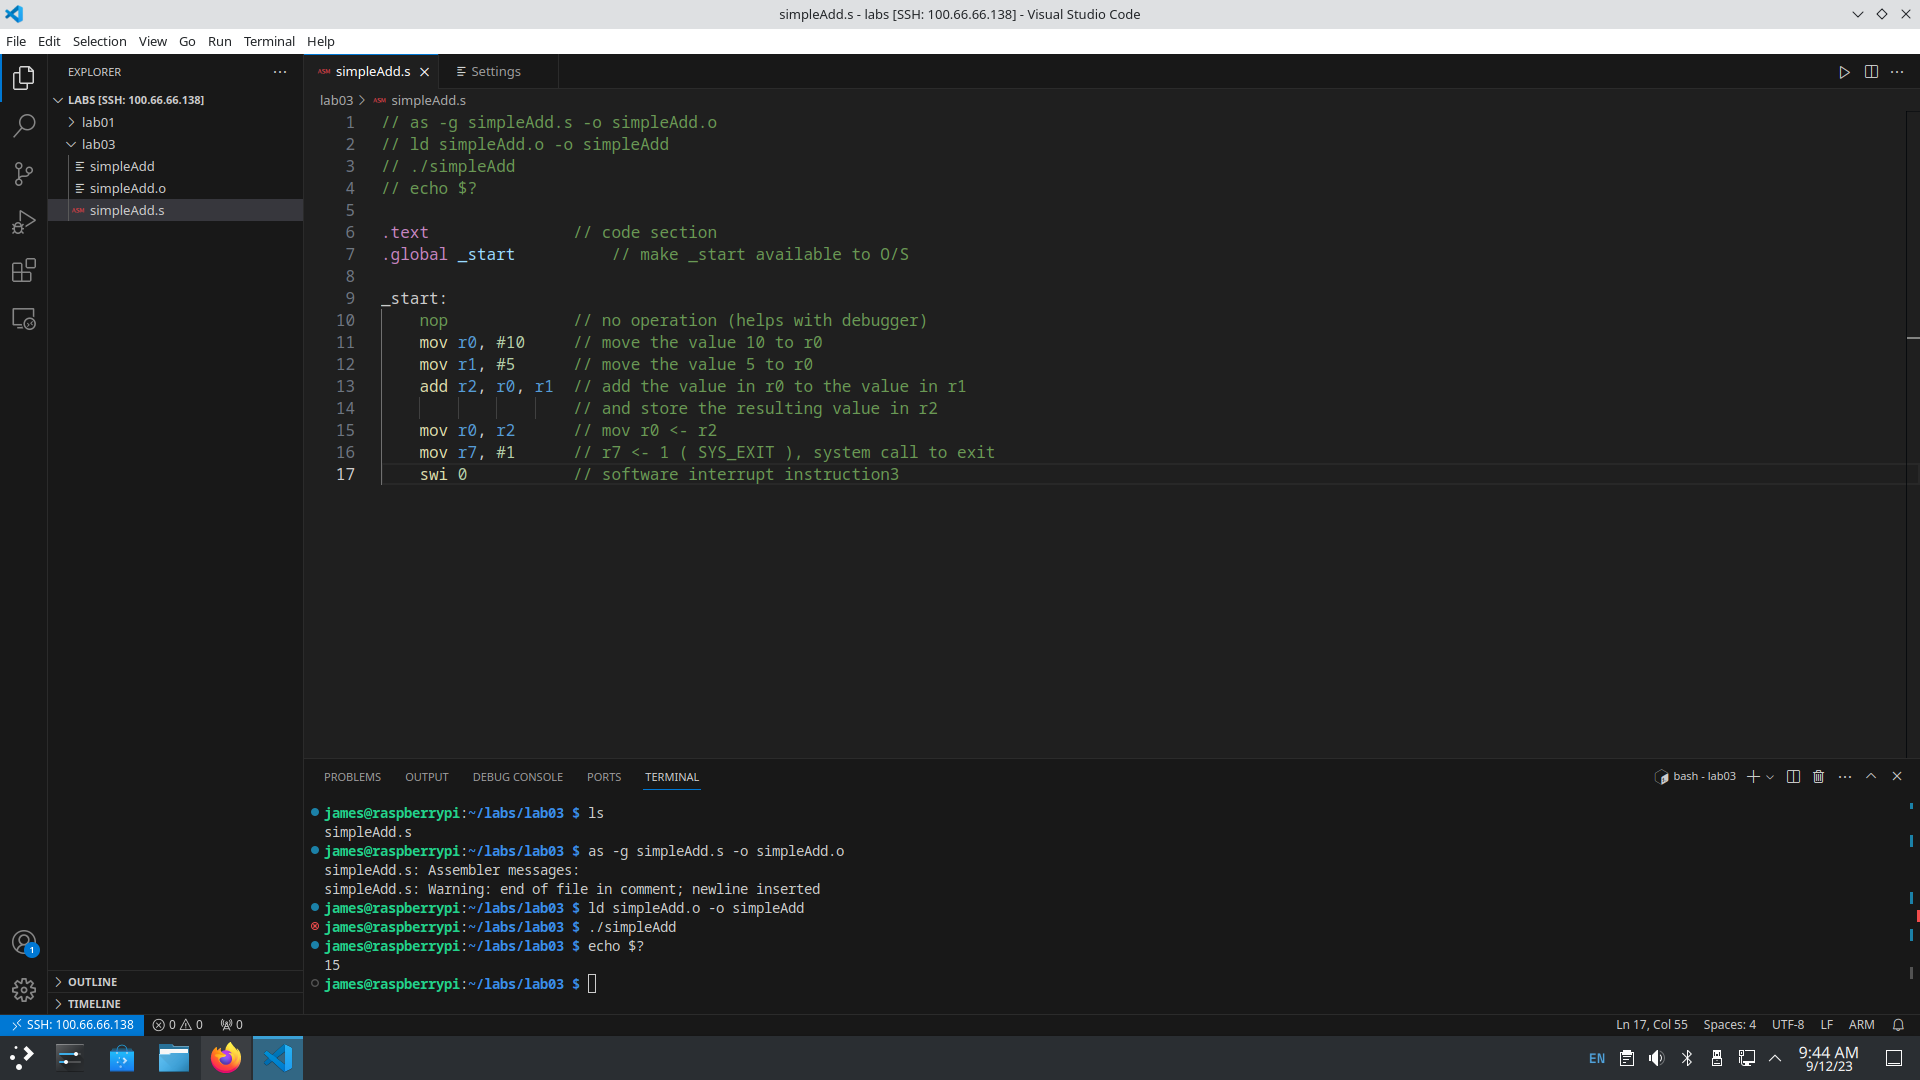 simpleAdd.s - labs [SSH: 100.66.66.138] - Visual Studio Code
File Edit Selection View Go Run Terminal Help
EXPLORER
LABS [SSH: 100.66.66.138]
lab01
lab03
simpleAdd
simpleAdd.o
ASM simpleAdd.s
OUTLINE
TIMELINE
ASM simpleAdd.s Settings
lab03 > ASM simpleAdd.s
1 // as -g simpleAdd.s -o simpleAdd.o
2 // ld simpleAdd.o -o simpleAdd
3 // ./simpleAdd
4 // echo $?
5
6 .text // code section
7 .global _start // make _start available to O/S
8
9 _start:
10 nop // no operation (helps with debugger)
11 mov r0, #10 // move the value 10 to r0
12 mov r1, #5 // move the value 5 to r0
13 add r2, r0, r1 // add the value in r0 to the value in r1
14 // and store the resulting value in r2
15 mov r0, r2 // mov r0 <- r2
16 mov r7, #1 // r7 <- 1 ( SYS_EXIT ), system call to exit
17 swi 0 // software interrupt instruction3
PROBLEMS OUTPUT DEBUG CONSOLE PORTS TERMINAL
bash - lab03
james@raspberrypi:~/labs/lab03 $ ls
simpleAdd.s
james@raspberrypi:~/labs/lab03 $ as -g simpleAdd.s -o simpleAdd.o
simpleAdd.s: Assembler messages:
simpleAdd.s: Warning: end of file in comment; newline inserted
james@raspberrypi:~/labs/lab03 $ ld simpleAdd.o -o simpleAdd
james@raspberrypi:~/labs/lab03 $ ./simpleAdd
james@raspberrypi:~/labs/lab03 $ echo $?
15
james@raspberrypi:~/labs/lab03 $
1
SSH: 100.66.66.138 0 0 0
Ln 17, Col 55 Spaces: 4 UTF-8 LF ARM
EN
9:44 AM
9/12/23